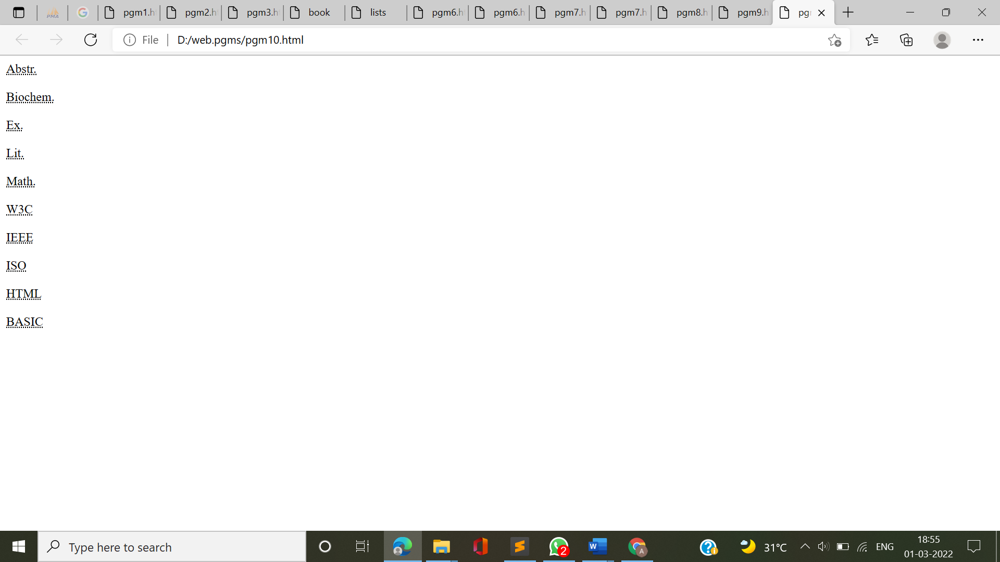 PMA G pgm1.h pgm2.h pgm3.h book lists pgm6.h pgm6.h pgm7.h pgm7.h pgm8.h pgm9.h pg
File D:/web.pgms/pgm10.html
Abstr.
Biochem.
Ex.
Lit.
Math.
W3C
IEEE
ISO
HTML
BASIC
Type here to search W 2 A 31°C ENG 18:55
01-03-2022